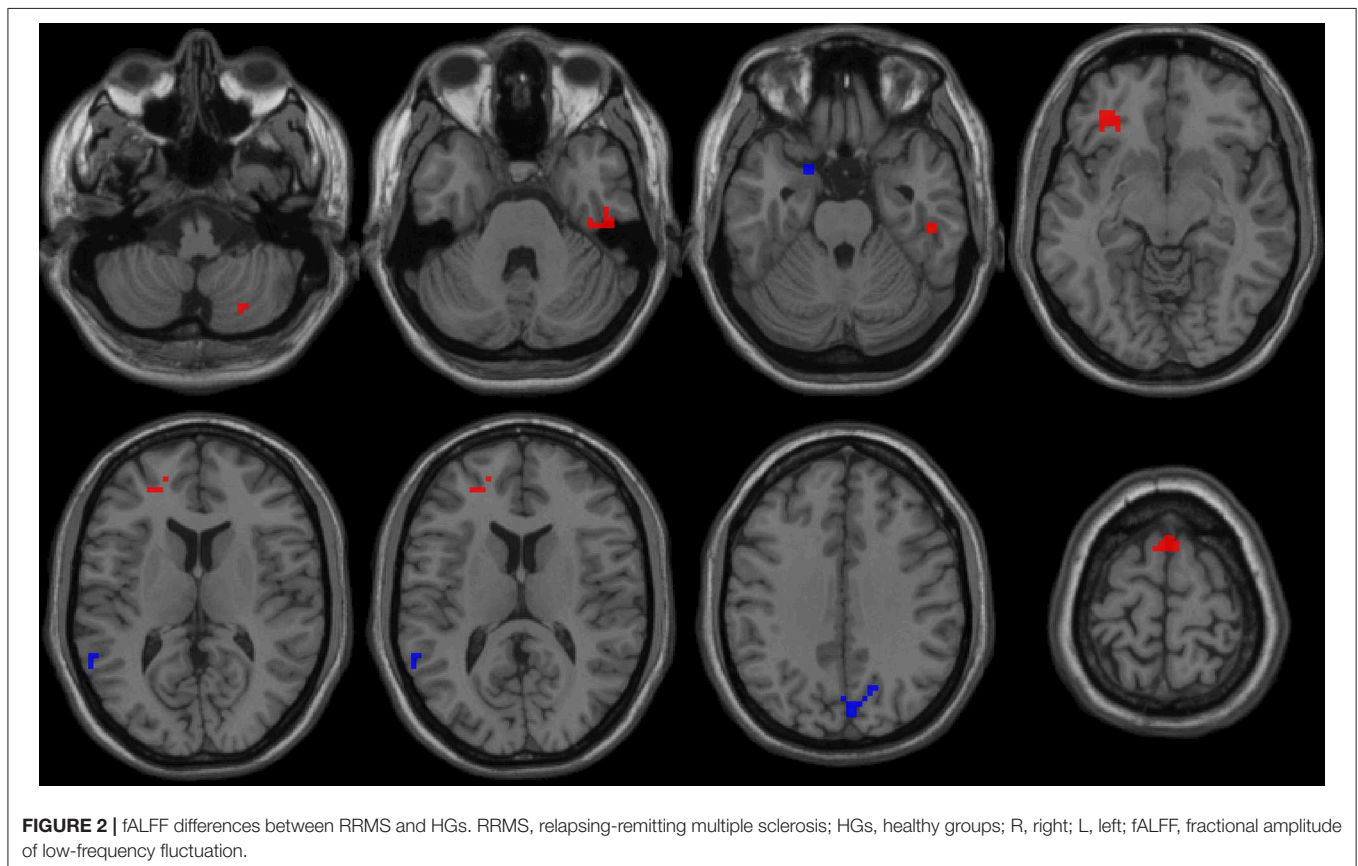 FIGURE 2 | fALFF differences between RRMS and HGs. RRMS, relapsing-remitting multiple sclerosis; HGs, healthy groups; R, right; L, left; fALFF, fractional amplitude
of low-frequency fluctuation.